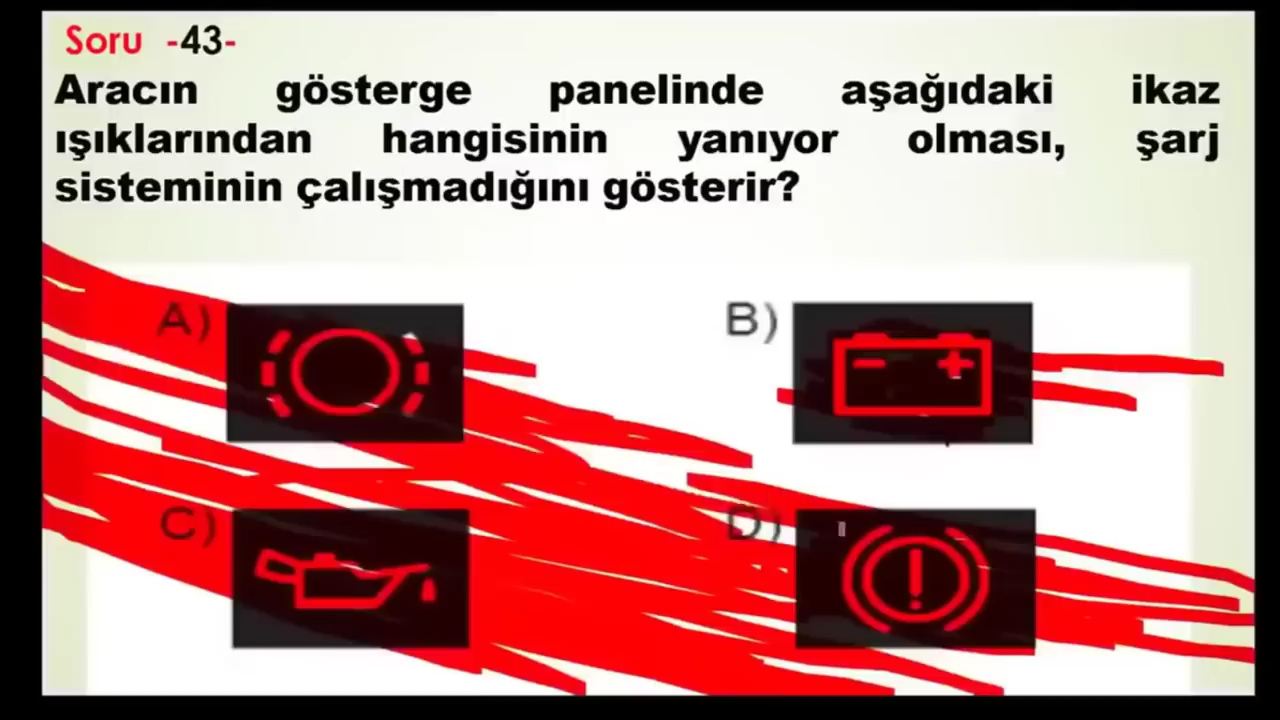 Soru -43-
Aracın gösterge panelinde aşağıdaki ikaz
ışıklarından hangisinin yanıyor olması, şarj
sisteminin çalışmadığını gösterir?
A) B)
C) D)